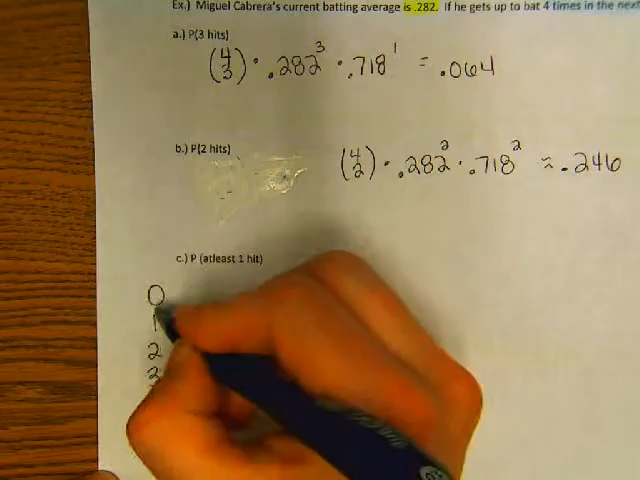 Ex.) Miguel Cabrera's current batting average is .282. If he gets up to bat 4 times in the next
a.) P(3 hits)
(4 3) · .282³ · .718¹ = .064
b.) P(2 hits)
(4 2) · .282² · .718² ≈ .246
c.) P (atleast 1 hit)
0
1
2
3